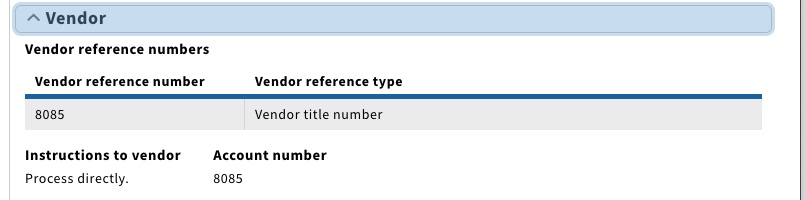 Vendor
Vendor reference numbers
Vendor reference number Vendor reference type
8085 Vendor title number
Instructions to vendor Account number
Process directly. 8085